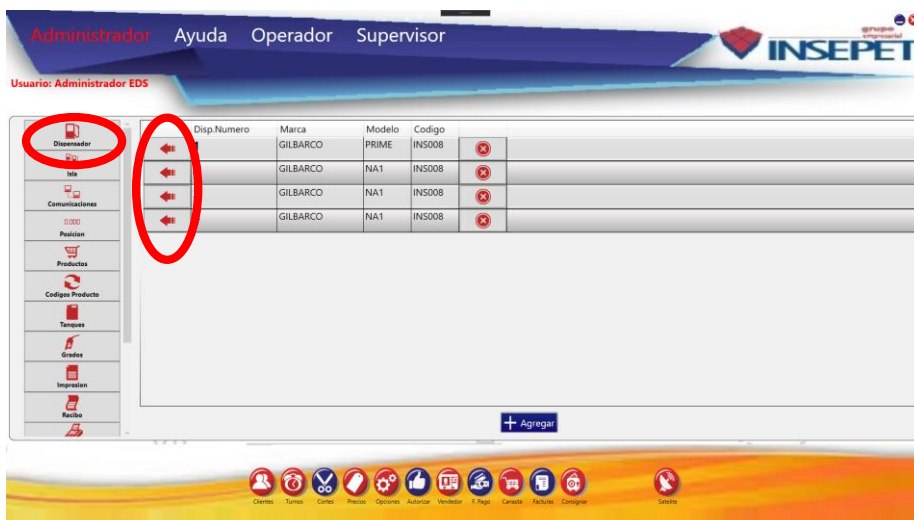 Administrador Ayuda Operador Supervisor
grupo
empresarial
INSEPET
Usuario: Administrador EDS
Dispensador
Isla
Comunicaciones
0.000
Posicion
Productos
Codigos Producto
Tanques
Grados
Impresion
Recibo
Disp.Numero Marca Modelo Codigo
GILBARCO PRIME INS008
GILBARCO NA1 INS008
GILBARCO NA1 INS008
GILBARCO NA1 INS008
+ Agregar
Clientes Turnos Cortes Precios Opciones Autorizar Vendedor F. Pago Canasta Facturas Consignar Satelite